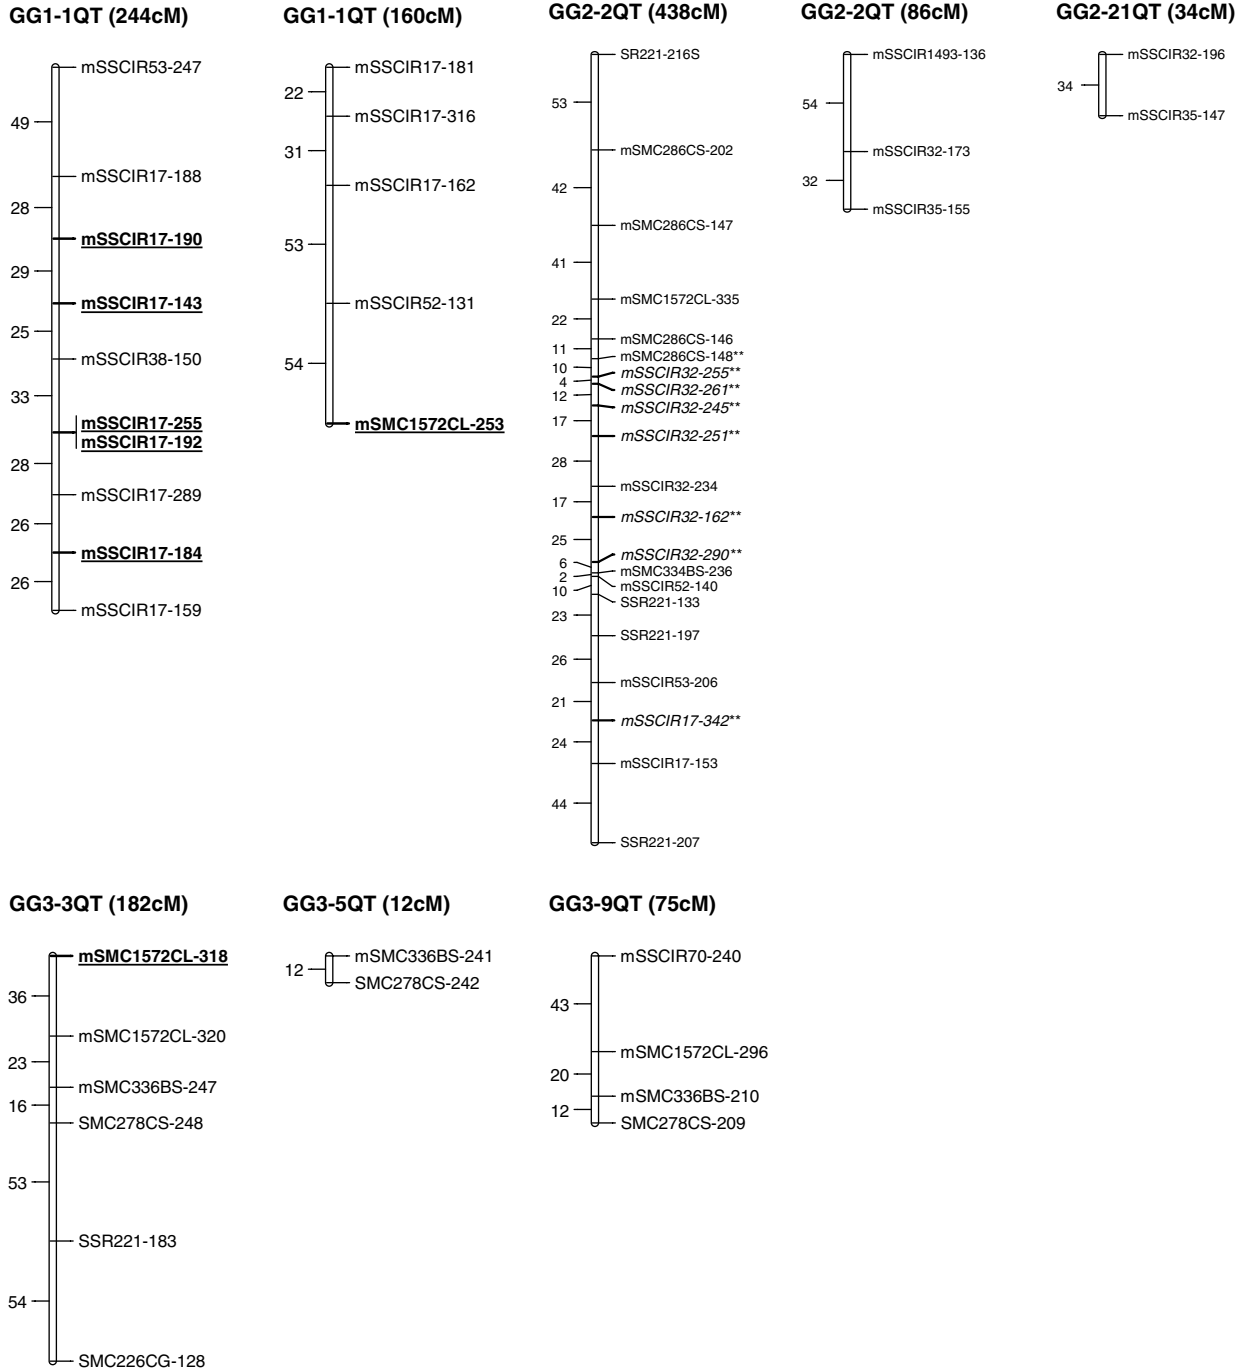 GG1-1QT (244cM)
mSSCIR53-247
49
mSSCIR17-188
28
mSSCIR17-190
29
mSSCIR17-143
25
mSSCIR38-150
33
mSSCIR17-255
mSSCIR17-192
28
mSSCIR17-289
26
mSSCIR17-184
26
mSSCIR17-159
GG1-1QT (160cM)
mSSCIR17-181
22
mSSCIR17-316
31
mSSCIR17-162
53
mSSCIR52-131
54
mSMC1572CL-253
GG2-2QT (438cM)
SR221-216S
53
mSMC286CS-202
42
mSMC286CS-147
41
mSMC1572CL-335
22
mSMC286CS-146
11
mSMC286CS-148**
10
mSSCIR32-255**
4
mSSCIR32-261**
12
mSSCIR32-245**
17
mSSCIR32-251**
28
mSSCIR32-234
17
mSSCIR32-162**
25
mSSCIR32-290**
6
mSMC334BS-236
2
mSSCIR52-140
10
SSR221-133
23
SSR221-197
26
mSSCIR53-206
21
mSSCIR17-342**
24
mSSCIR17-153
44
SSR221-207
GG2-2QT (86cM)
mSSCIR1493-136
54
mSSCIR32-173
32
mSSCIR35-155
GG2-21QT (34cM)
mSSCIR32-196
34
mSSCIR35-147
GG3-3QT (182cM)
mSMC1572CL-318
36
mSMC1572CL-320
23
mSMC336BS-247
16
SMC278CS-248
53
SSR221-183
54
SMC226CG-128
GG3-5QT (12cM)
mSMC336BS-241
12
SMC278CS-242
GG3-9QT (75cM)
mSSCIR70-240
43
mSMC1572CL-296
20
mSMC336BS-210
12
SMC278CS-209